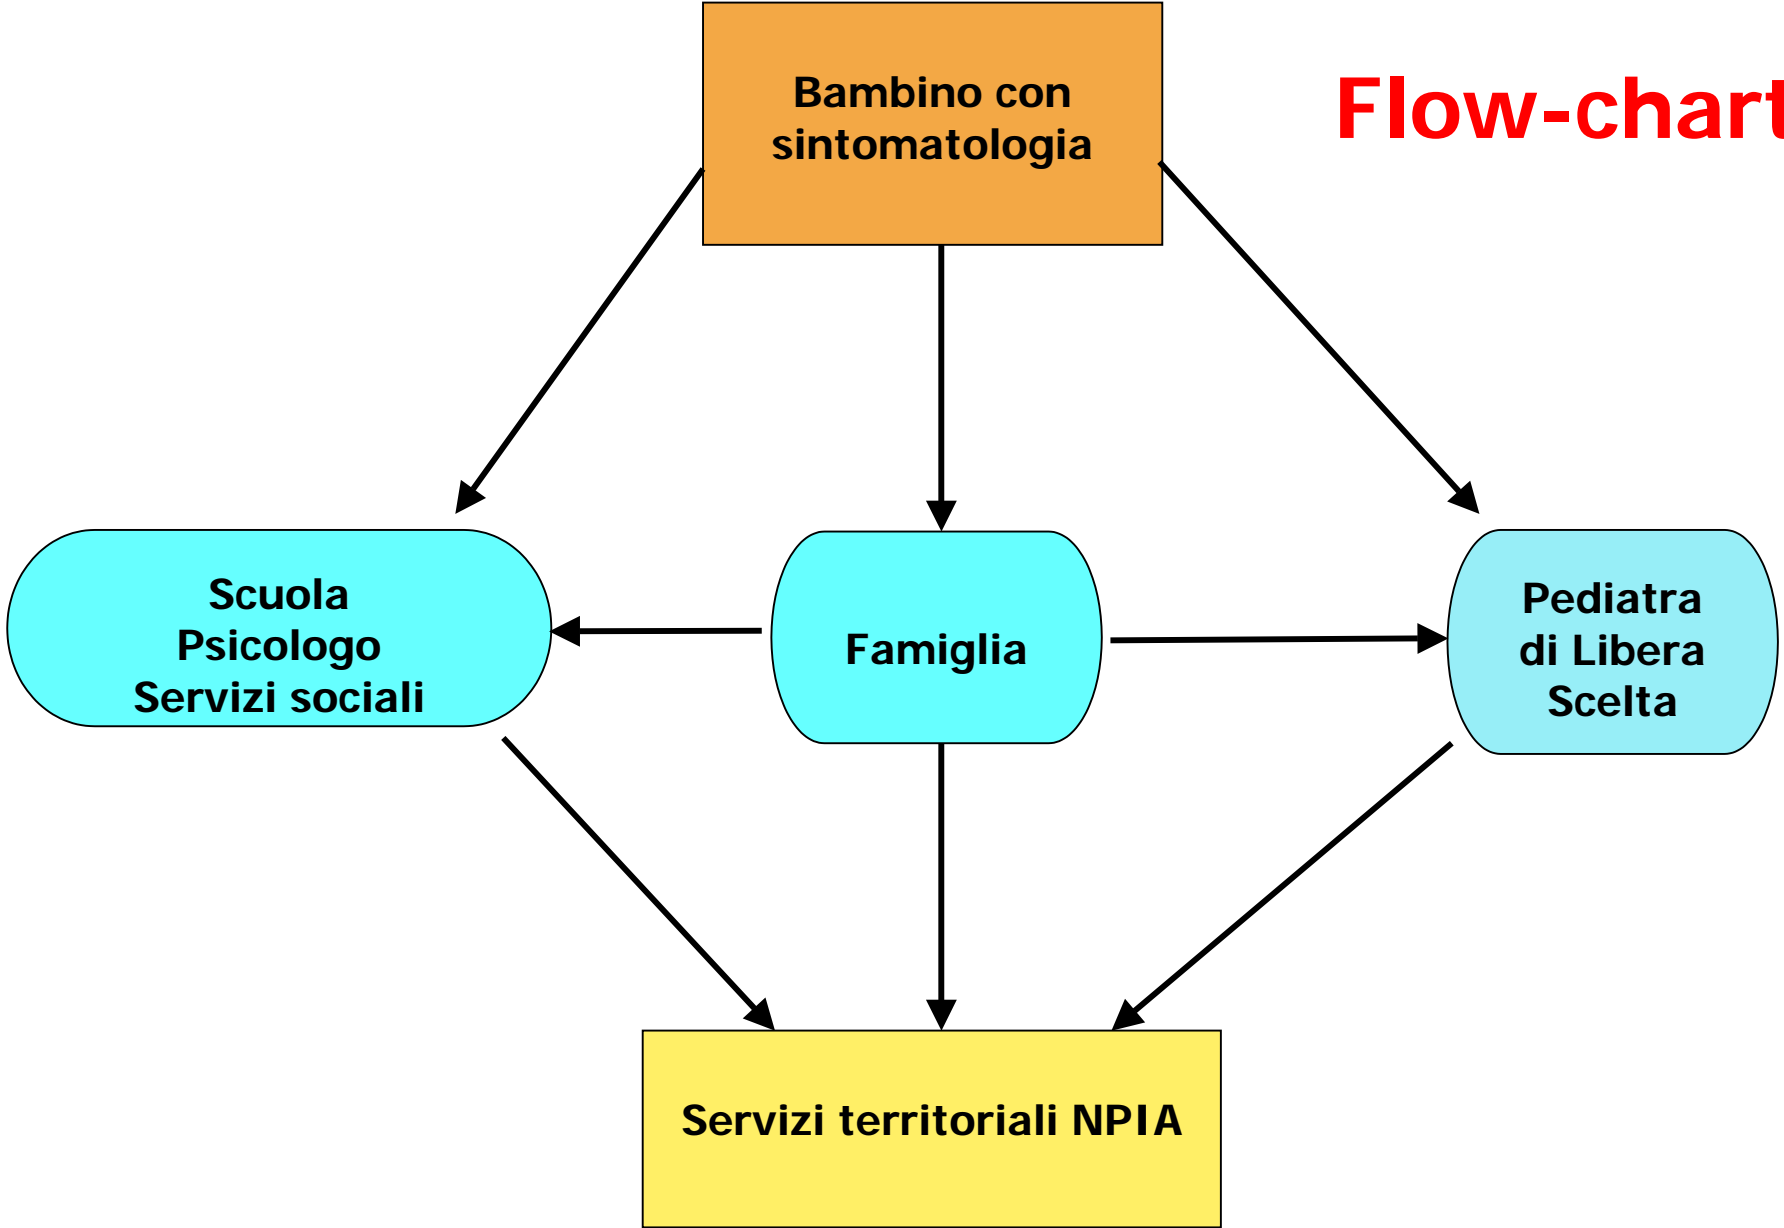 Bambino con
sintomatologia
Flow-chart
Scuola
Psicologo
Servizi sociali
Famiglia
Pediatra
di Libera
Scelta
Servizi territoriali NPIA